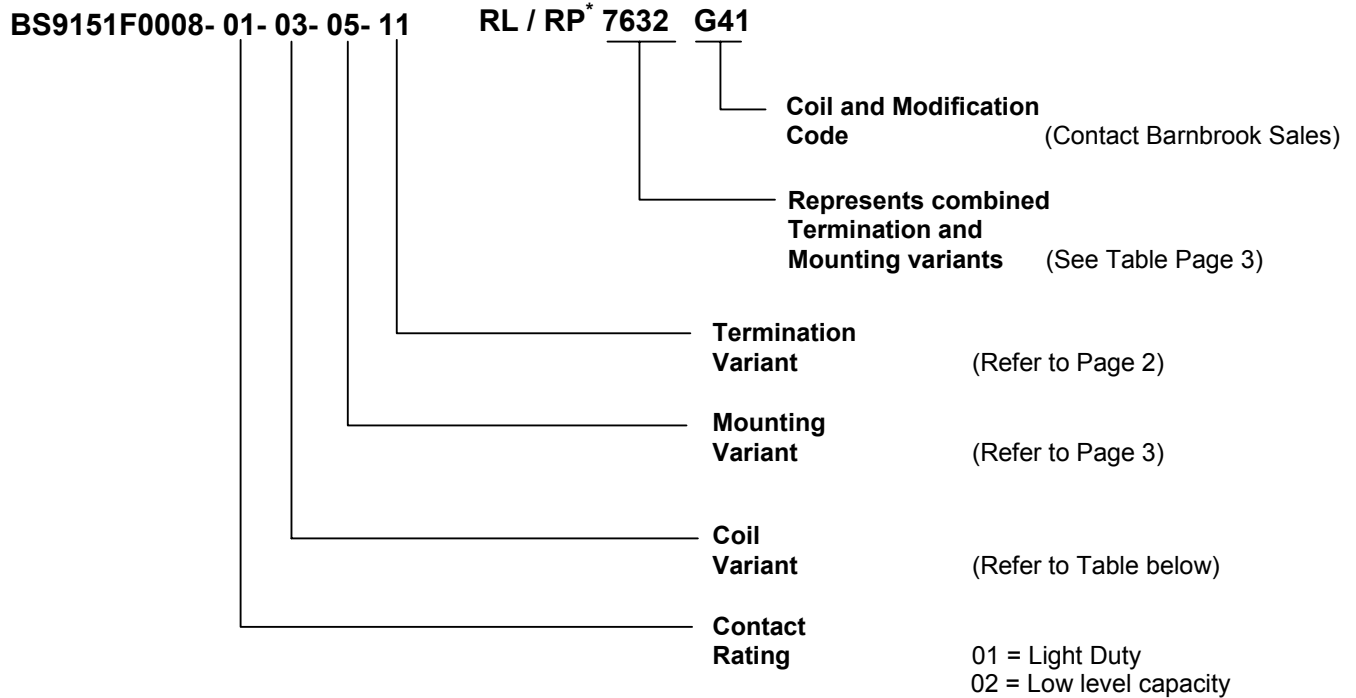 BS9151F0008- 01- 03- 05- 11 RL / RP* 7632 G41
Coil and Modification
Code (Contact Barnbrook Sales)
Represents combined
Termination and
Mounting variants (See Table Page 3)
Termination
Variant (Refer to Page 2)
Mounting
Variant (Refer to Page 3)
Coil
Variant (Refer to Table below)
Contact
Rating 01 = Light Duty
02 = Low level capacity